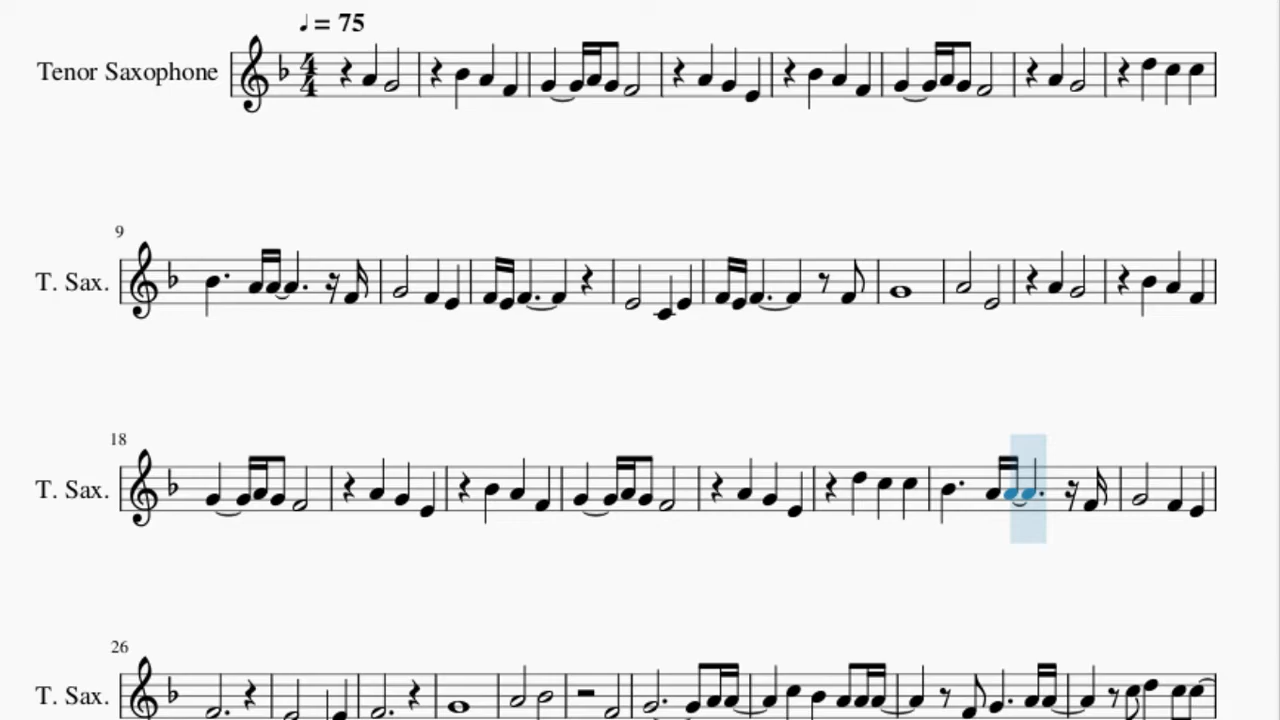 ♩ = 75
Tenor Saxophone
4
4
9
T. Sax.
18
T. Sax.
26
T. Sax.